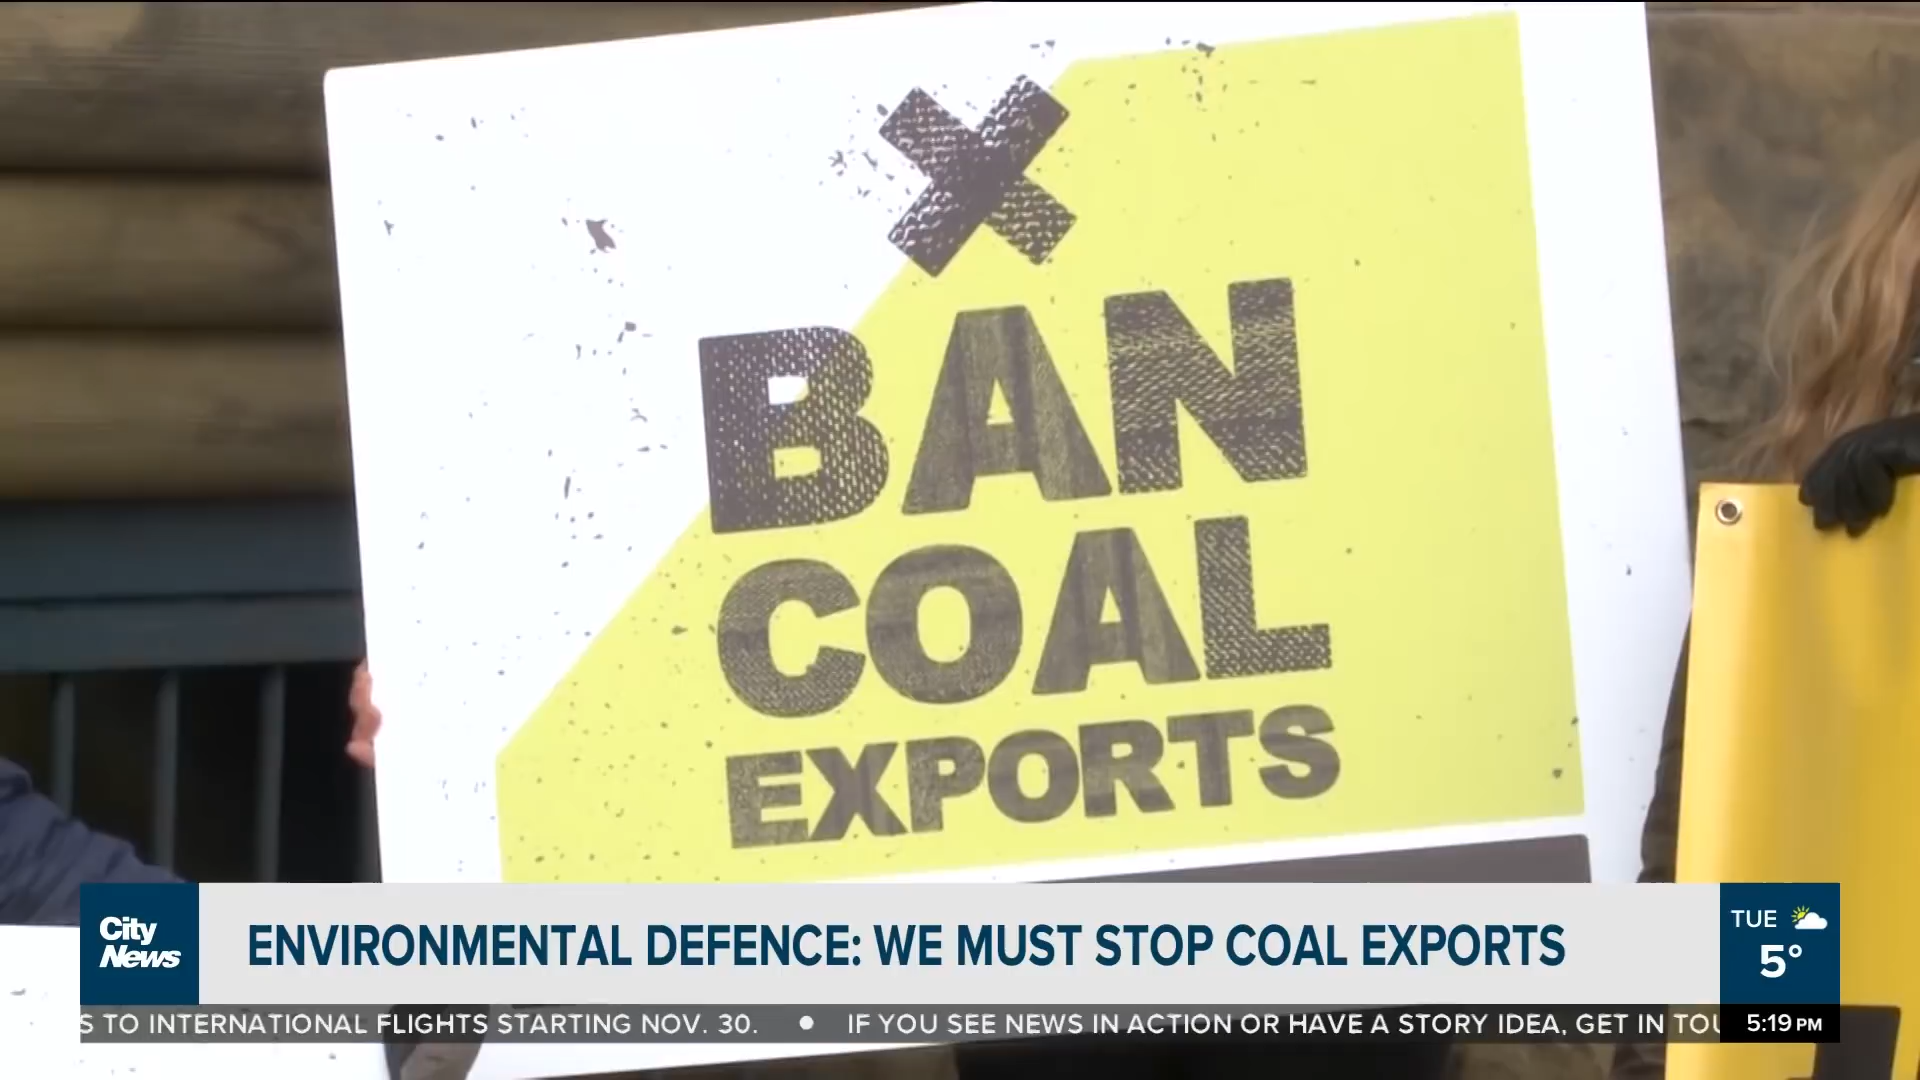 BAN
COAL
EXPORTS
City
News
ENVIRONMENTAL DEFENCE: WE MUST STOP COAL EXPORTS
TUE
5°
S TO INTERNATIONAL FLIGHTS STARTING NOV. 30. • IF YOU SEE NEWS IN ACTION OR HAVE A STORY IDEA, GET IN TOU
5:19 PM